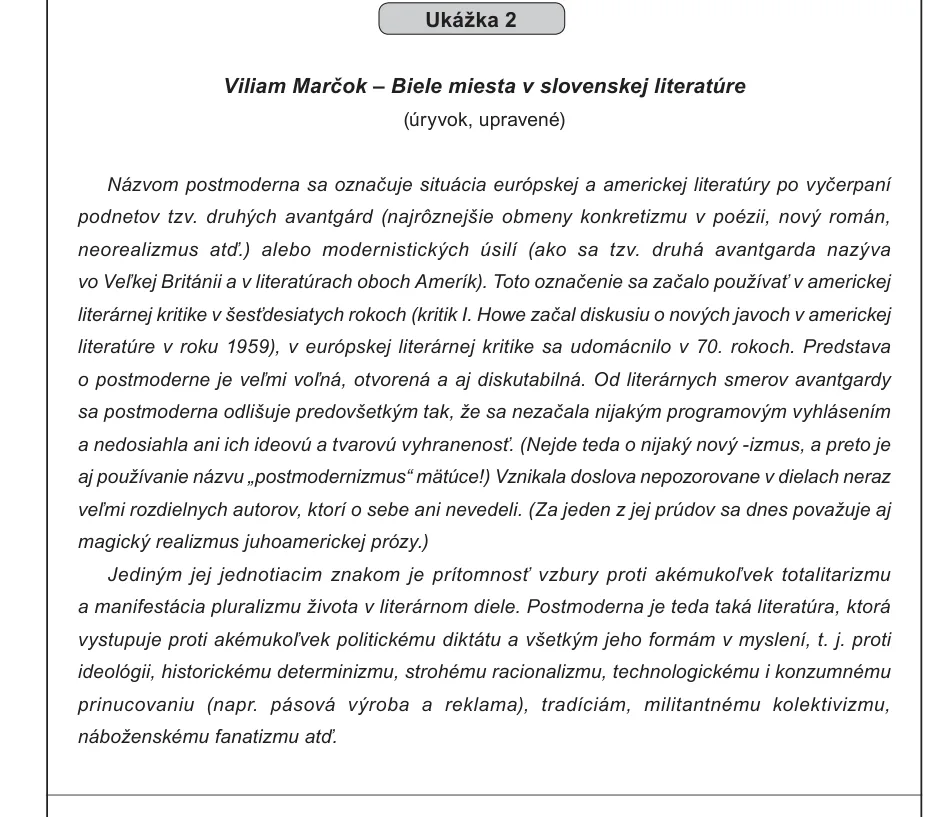 Ukážka 2
Viliam Marčok – Biele miesta v slovenskej literatúre
(úryvok, upravené)
Názvom postmoderna sa označuje situácia európskej a americkej literatúry po vyčerpaní
podnetov tzv. druhých avantgárd (najrôznejšie obmeny konkretizmu v poézii, nový román,
neorealizmus atď.) alebo modernistických úsilí (ako sa tzv. druhá avantgarda nazýva
vo Veľkej Británii a v literatúrach oboch Amerík). Toto označenie sa začalo používať v americkej
literárnej kritike v šesťdesiatych rokoch (kritik I. Howe začal diskusiu o nových javoch v americkej
literatúre v roku 1959), v európskej literárnej kritike sa udomácnilo v 70. rokoch. Predstava
o postmoderne je veľmi voľná, otvorená a aj diskutabilná. Od literárnych smerov avantgardy
sa postmoderna odlišuje predovšetkým tak, že sa nezačala nijakým programovým vyhlásením
a nedosiahla ani ich ideovú a tvarovú vyhranenosť. (Nejde teda o nijaký nový -izmus, a preto je
aj používanie názvu „postmodernizmus“ mätúce!) Vznikala doslova nepozorovane v dielach neraz
veľmi rozdielnych autorov, ktorí o sebe ani nevedeli. (Za jeden z jej prúdov sa dnes považuje aj
magický realizmus juhoamerickej prózy.)
Jediným jej jednotiacim znakom je prítomnosť vzbury proti akémukoľvek totalitarizmu
a manifestácia pluralizmu života v literárnom diele. Postmoderna je teda taká literatúra, ktorá
vystupuje proti akémukoľvek politickému diktátu a všetkým jeho formám v myslení, t. j. proti
ideológii, historickému determinizmu, strohému racionalizmu, technologickému i konzumnému
prinucovaniu (napr. pásová výroba a reklama), tradíciám, militantnému kolektivizmu,
náboženskému fanatizmu atď.